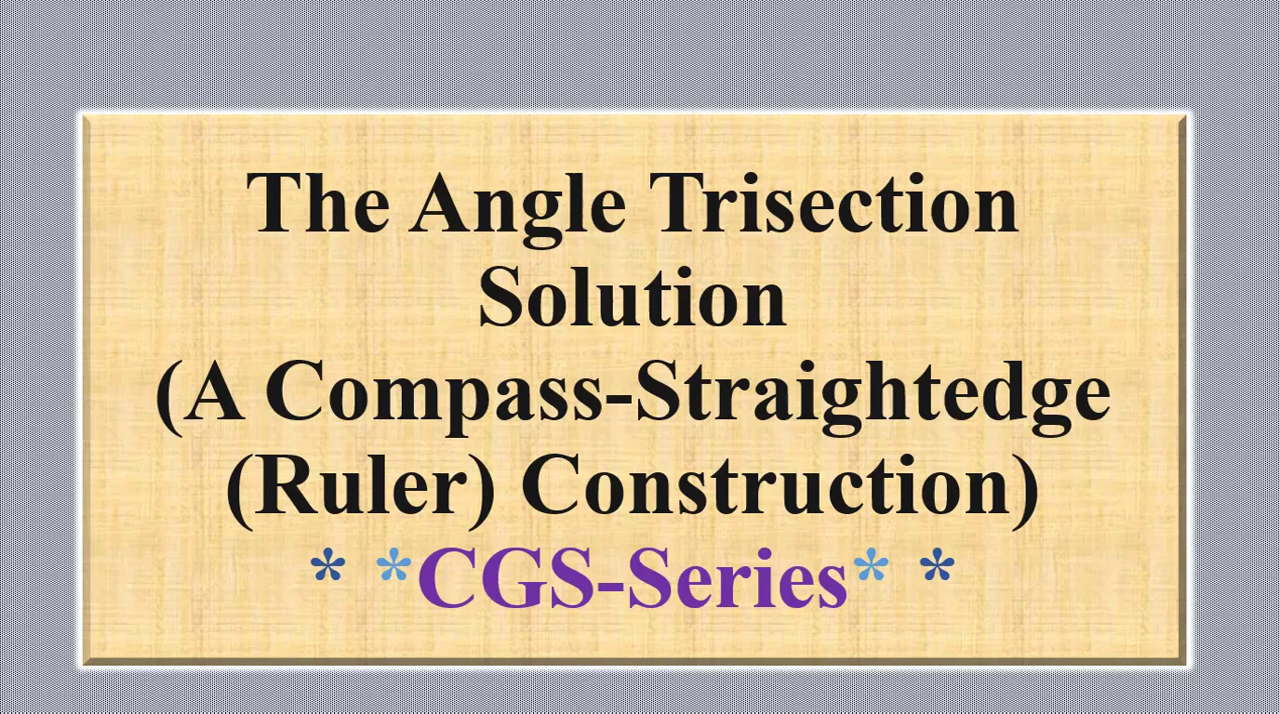 The Angle Trisection
Solution
(A Compass-Straightedge
(Ruler) Construction)
* *CGS-Series* *